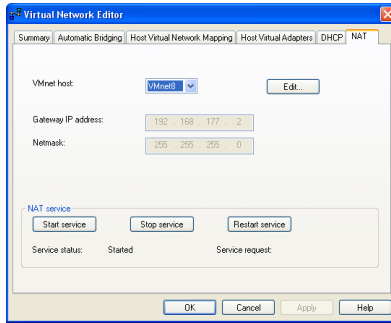 Virtual Network Editor
Summary Automatic Bridging Host Virtual Network Mapping Host Virtual Adapters DHCP NAT
VMnet host: VMnet8 Edit...
Gateway IP address: 192 . 168 . 177 . 2
Netmask: 255 . 255 . 255 . 0
NAT service
Start service Stop service Restart service
Service status: Started Service request:
OK Cancel Apply Help